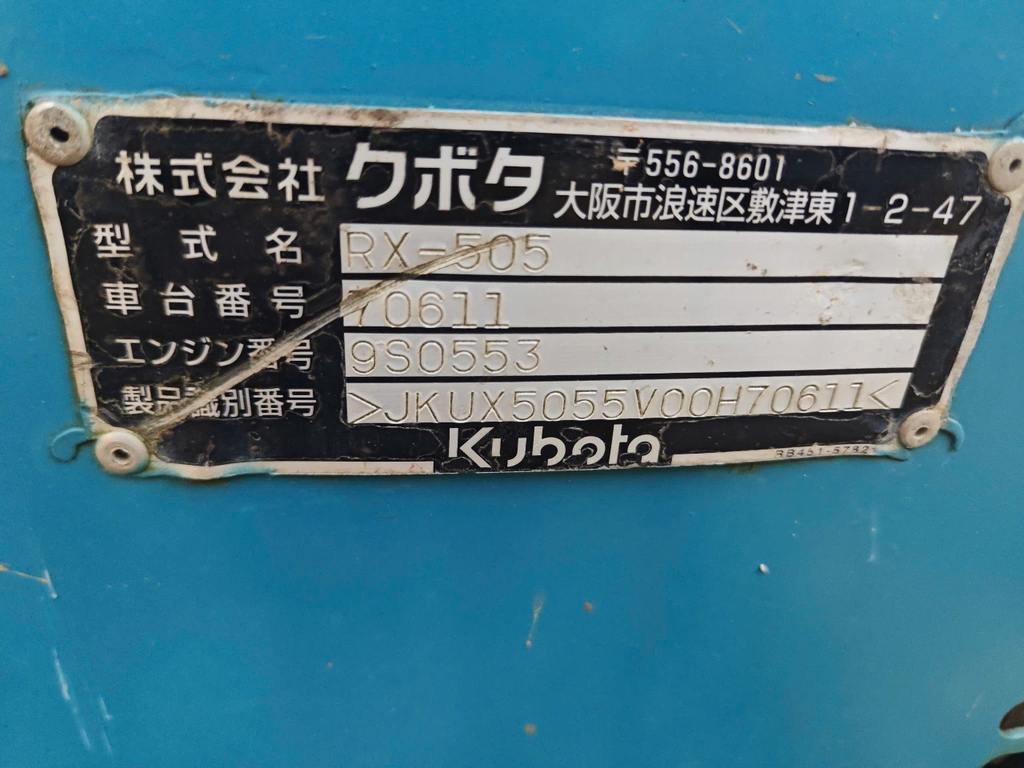 株式会社 クボタ 〒556-8601
大阪市浪速区敷津東1-2-47
型式名 RX-505
車台番号 70611
エンジン番号 9S0553
製品識別番号 >JKUX5055V00H70611<
Kubota RB451-5782